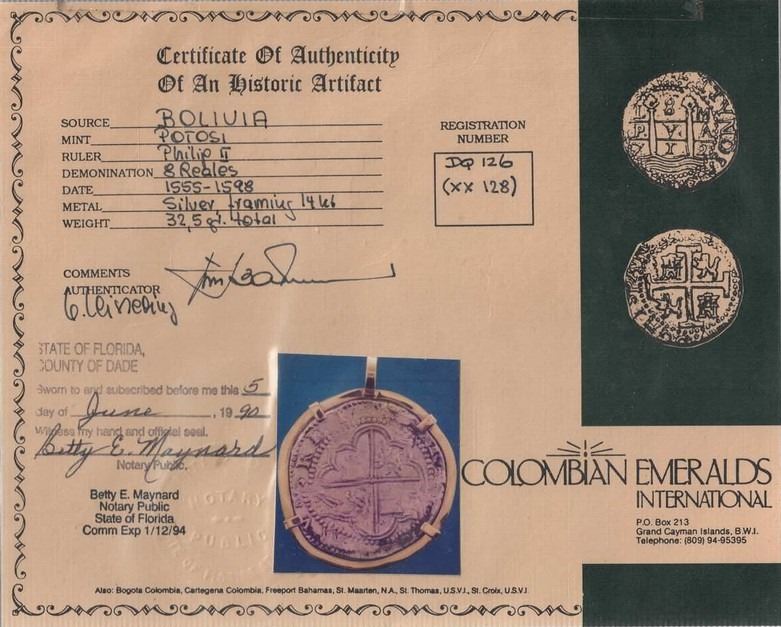 Certificate Of Authenticity
Of An Historic Artifact
SOURCE BOLIVIA
MINT POTOSI
RULER Philip II
DEMONINATION 8 Reales
DATE 1555-1598
METAL Silver framing 14 kt
WEIGHT 32,5 gr. total
REGISTRATION
NUMBER
DQ 126
(XX 128)
COMMENTS
AUTHENTICATOR
STATE OF FLORIDA,
COUNTY OF DADE
Sworn to and subscribed before me this 5
day of June, 19 90
Witness my hand and official seal.
Betty E. Maynard
Notary Public.
Betty E. Maynard
Notary Public
State of Florida
Comm Exp 1/12/94
COLOMBIAN EMERALDS
INTERNATIONAL
P.O. Box 213
Grand Cayman Islands, B.W.I.
Telephone: (809) 94-95395
Also: Bogota Colombia, Cartegena Colombia, Freeport Bahamas, St. Maarten, N.A., St. Thomas, U.S.V.I., St. Croix, U.S.V.I.